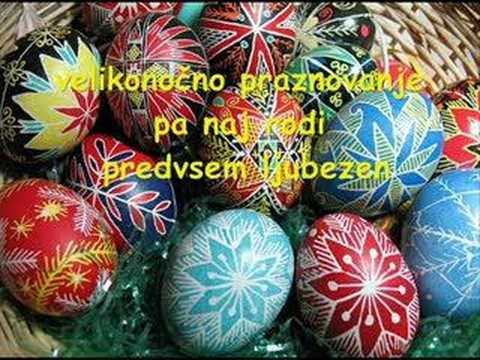 velikonočno praznovanje
pa naj rodi
predvsem ljubezen